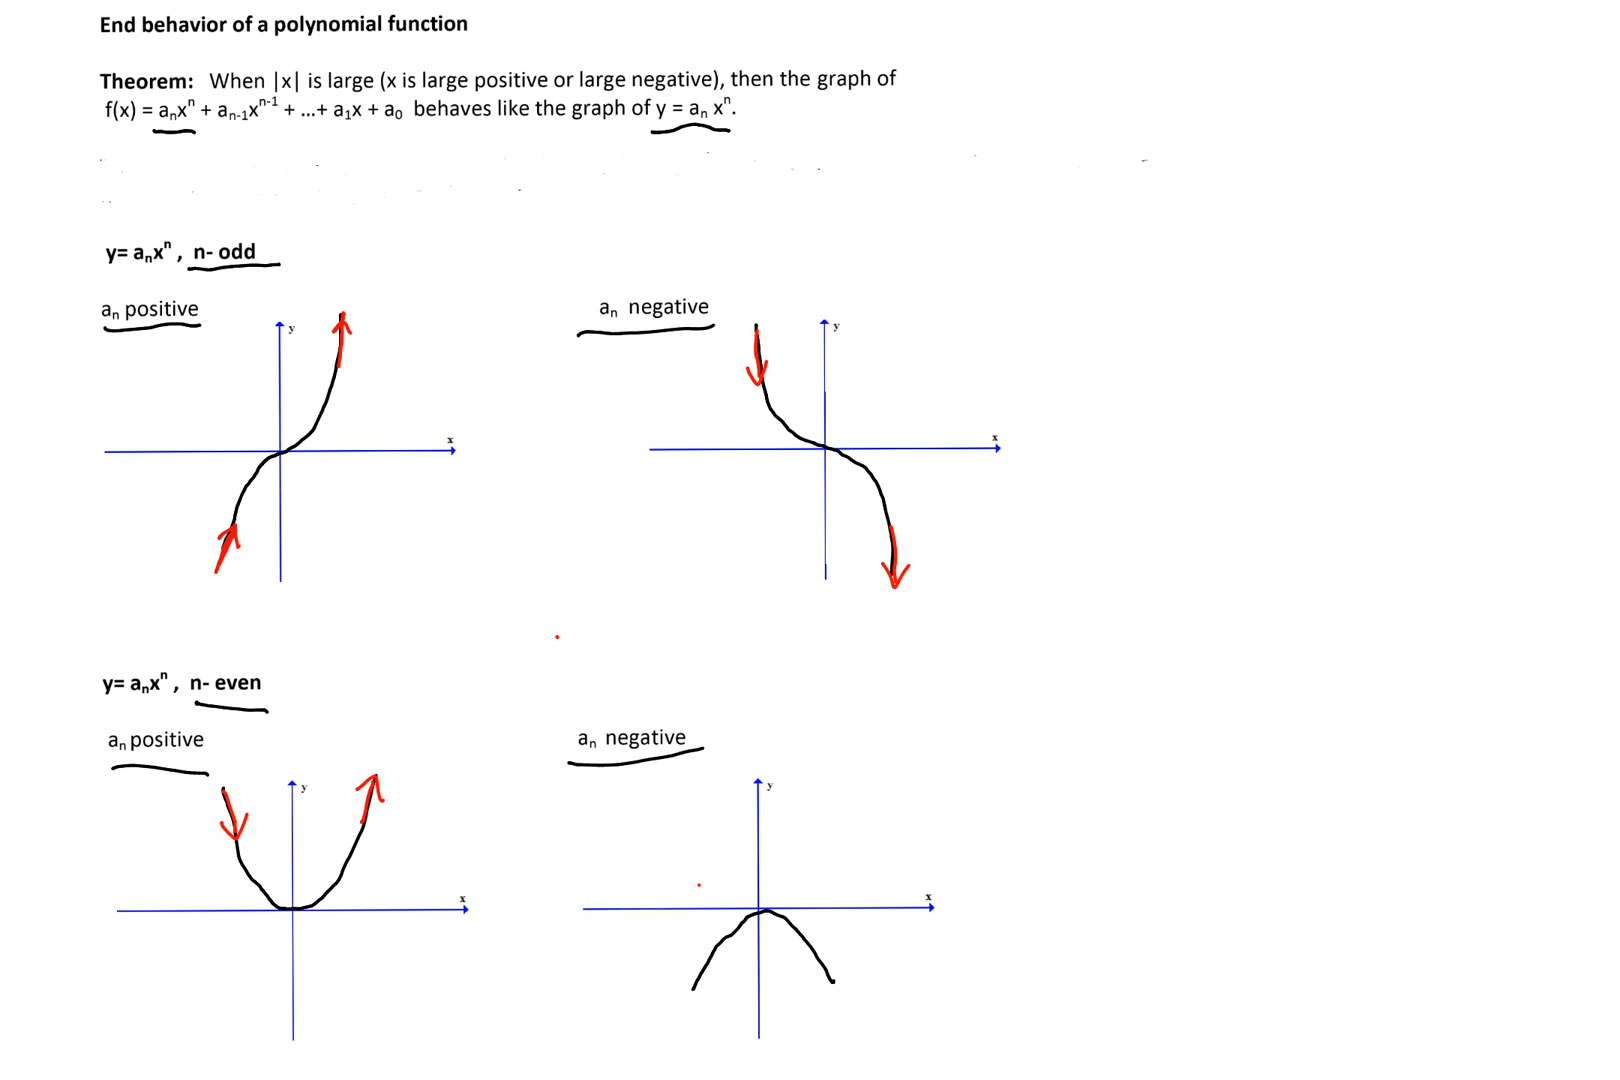 End behavior of a polynomial function
Theorem: When |x| is large (x is large positive or large negative), then the graph of
f(x) = aₙxⁿ + aₙ₋₁xⁿ⁻¹ + ...+ a₁x + a₀ behaves like the graph of y = aₙ xⁿ.
y= aₙxⁿ , n- odd
aₙ positive
aₙ negative
y
y
x
x
y= aₙxⁿ , n- even
aₙ positive
aₙ negative
y
y
x
x